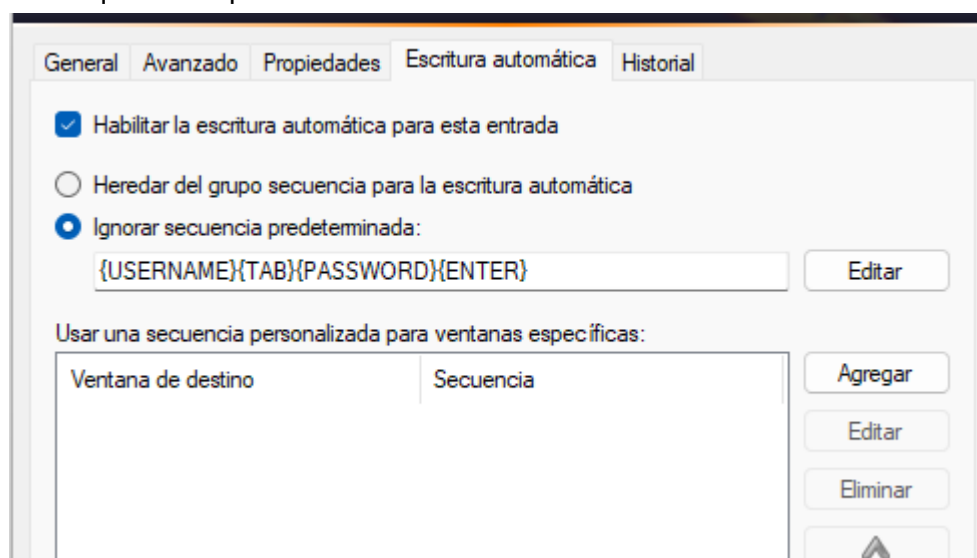 General Avanzado Propiedades Escritura automática Historial
Habilitar la escritura automática para esta entrada
Heredar del grupo secuencia para la escritura automática
Ignorar secuencia predeterminada:
{USERNAME}{TAB}{PASSWORD}{ENTER} Editar
Usar una secuencia personalizada para ventanas específicas:
Ventana de destino Secuencia Agregar
Editar
Eliminar